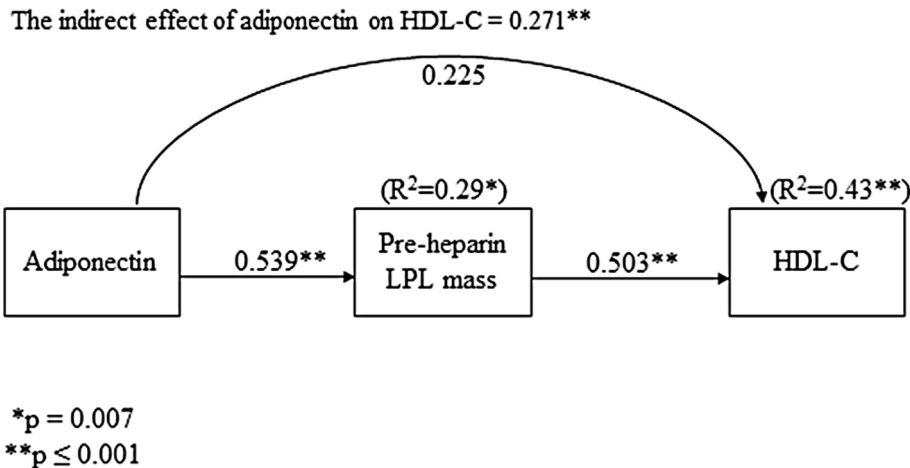 The indirect effect of adiponectin on HDL-C = 0.271**
0.225
(R²=0.29*)
(R²=0.43**)
Adiponectin
0.539**
Pre-heparin
LPL mass
0.503**
HDL-C
*p = 0.007
**p ≤ 0.001